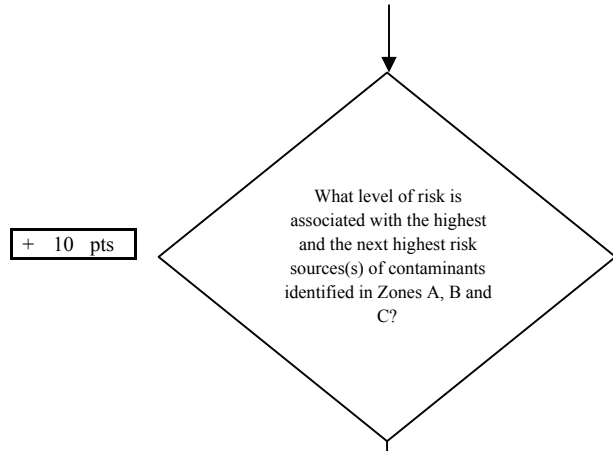 What level of risk is
associated with the highest
and the next highest risk
sources(s) of contaminants
identified in Zones A, B and
C?
+ 10 pts